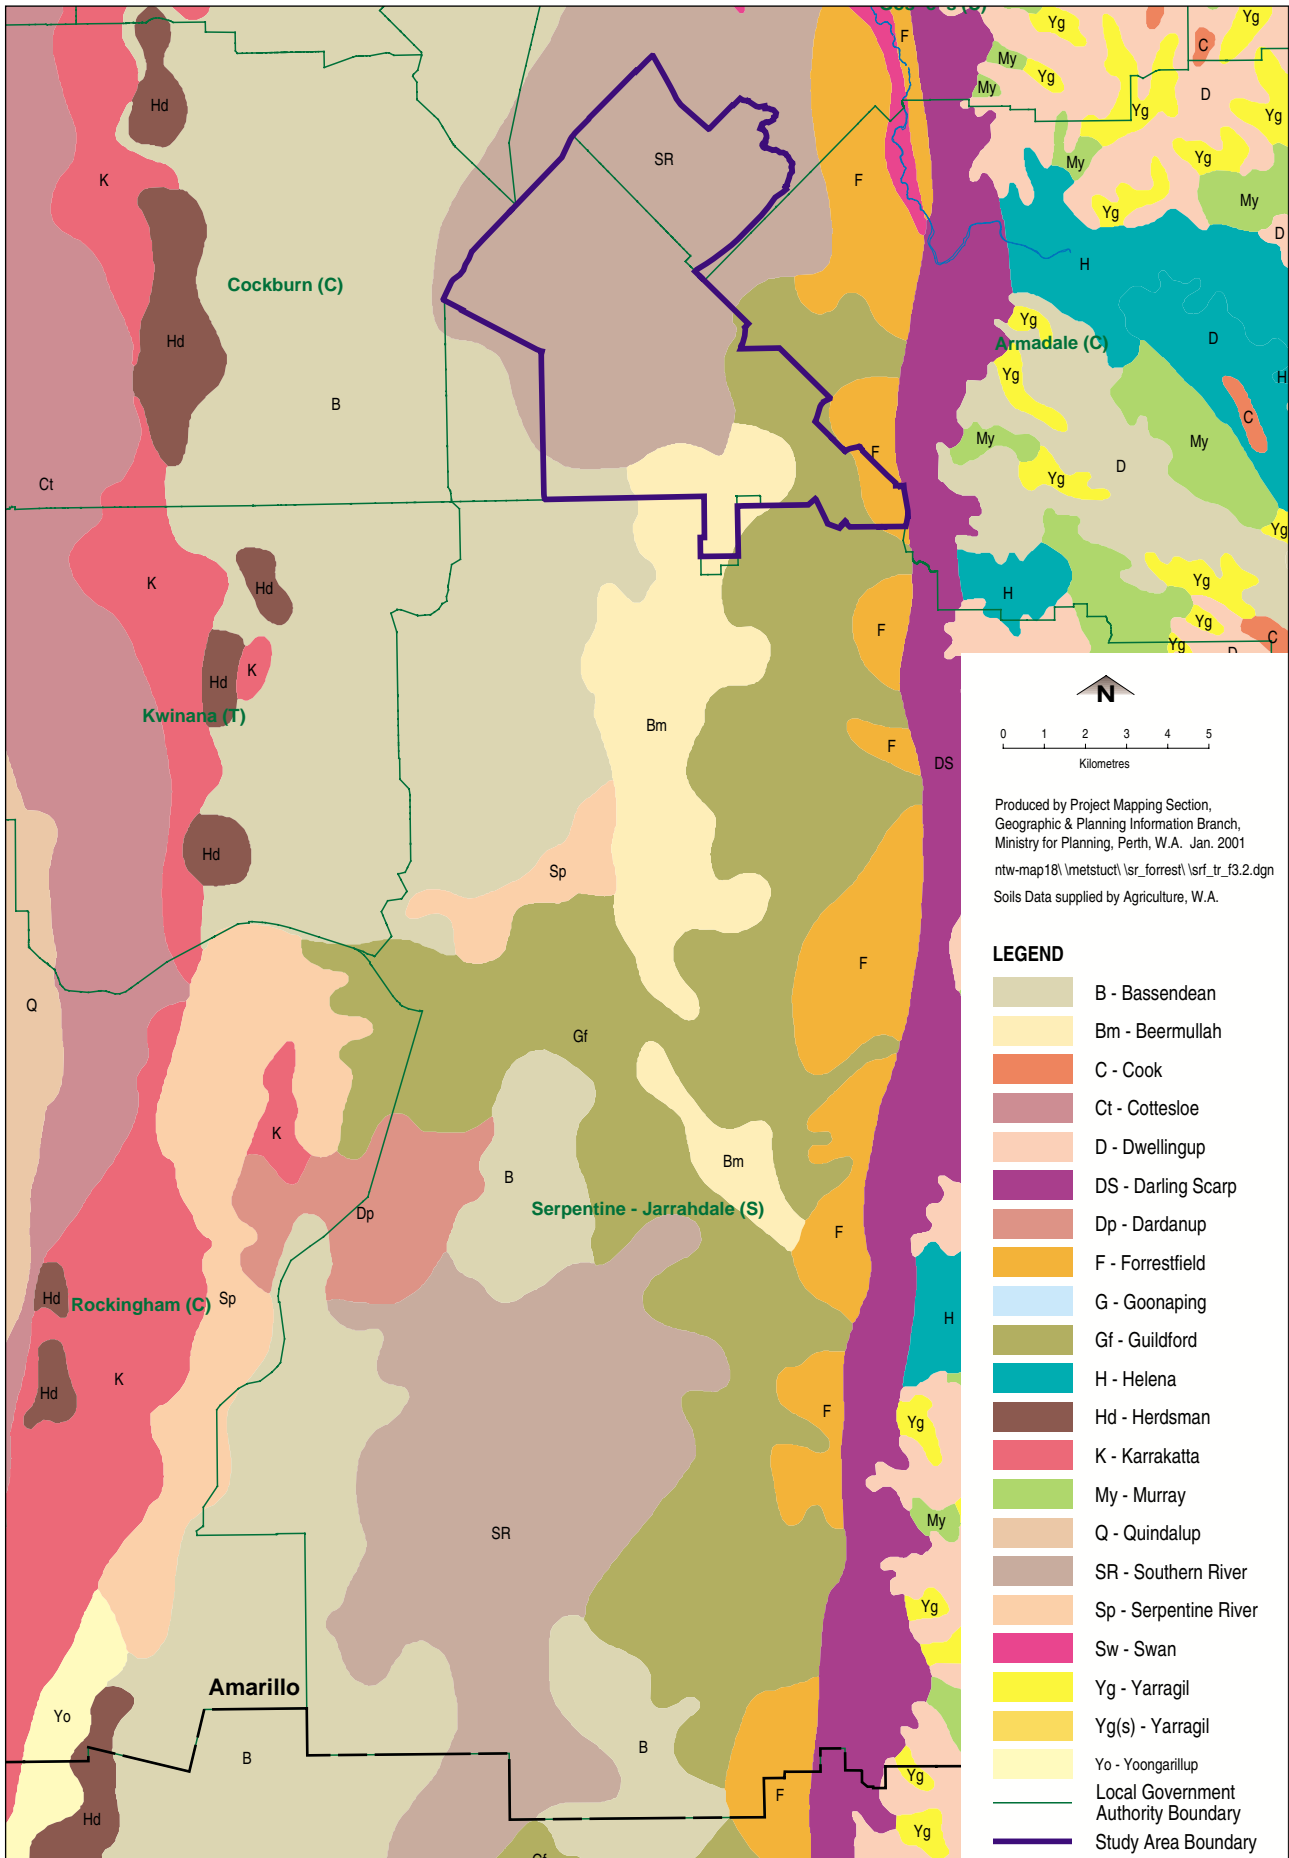 F
Yg
Yg
C
My
Yg
Hd
My
D
Yg
Yg
SR
My
Yg
K
F
My
Yg
D
H
Cockburn (C)
Yg
Hd
Armadale (C)
D
Yg
H
B
C
My
My
F
D
Ct
Yg
Yg
K
Hd
Yg
H
Yg
F
C
Yg
K
Hd
N
Kwinana (T)
Bm
F
0 1 2 3 4 5
Kilometres
DS
Produced by Project Mapping Section,
Geographic & Planning Information Branch,
Ministry for Planning, Perth, W.A. Jan. 2001
ntw-map18\ \metstuct\ \sr_forrest\ \srf_tr_f3.2.dgn
Soils Data supplied by Agriculture, W.A.
Hd
Sp
F
LEGEND
B - Bassendean
Bm - Beermullah
C - Cook
Ct - Cottesloe
D - Dwellingup
DS - Darling Scarp
Dp - Dardanup
F - Forrestfield
G - Goonaping
Gf - Guildford
H - Helena
Hd - Herdsman
K - Karrakatta
My - Murray
Q - Quindalup
SR - Southern River
Sp - Serpentine River
Sw - Swan
Yg - Yarragil
Yg(s) - Yarragil
Yo - Yoongarillup
Local Government
Authority Boundary
Study Area Boundary
Q
Gf
K
Bm
B
Serpentine - Jarrahdale (S)
Dp
F
Hd
Rockingham (C)
Sp
H
K
Hd
F
Yg
My
SR
Yg
Amarillo
Yo
B
B
Yg
F
Hd
Yg